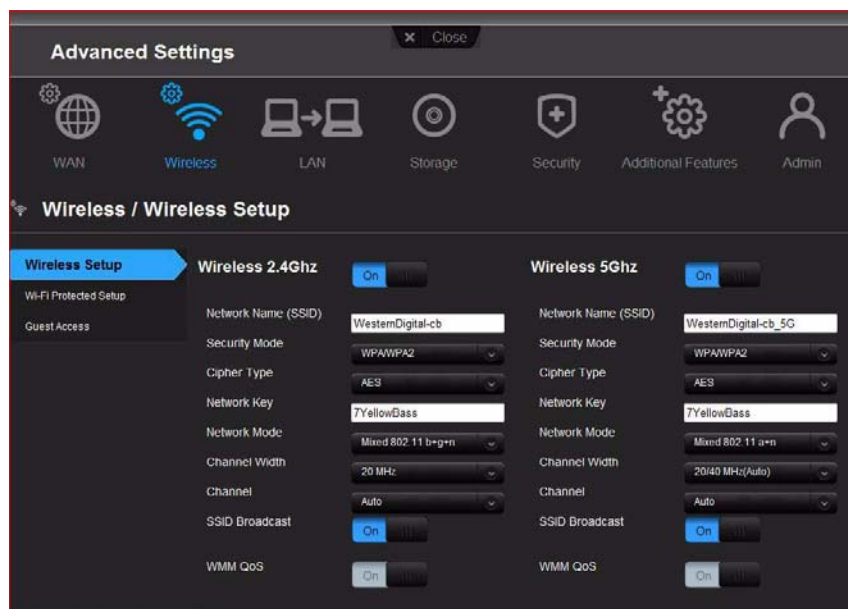 Close
Advanced Settings
WAN Wireless LAN Storage Security Additional Features Admin
Wireless / Wireless Setup
Wireless Setup
Wi-Fi Protected Setup
Guest Access
Wireless 2.4Ghz On
Network Name (SSID) WesternDigital-cb
Security Mode WPA/WPA2
Cipher Type AES
Network Key 7YellowBass
Network Mode Mixed 802.11 b+g+n
Channel Width 20 MHz
Channel Auto
SSID Broadcast On
WMM QoS On
Wireless 5Ghz On
Network Name (SSID) WesternDigital-cb_5G
Security Mode WPA/WPA2
Cipher Type AES
Network Key 7YellowBass
Network Mode Mixed 802.11 a+n
Channel Width 20/40 MHz(Auto)
Channel Auto
SSID Broadcast On
WMM QoS On